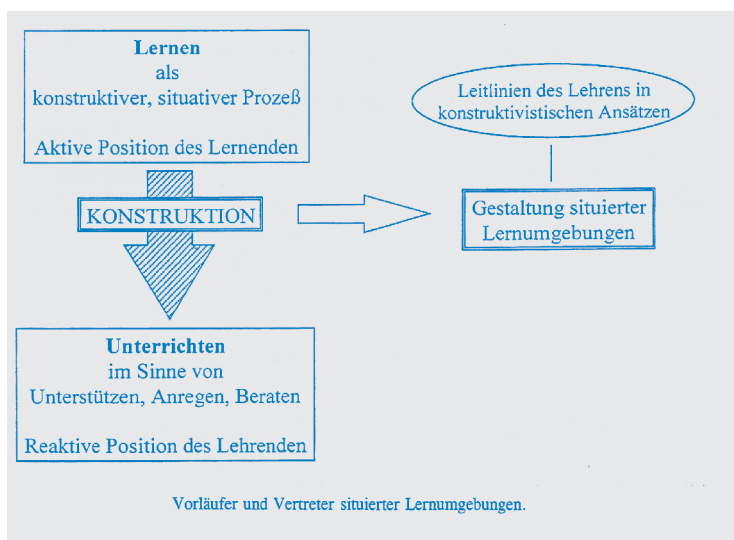 Lernen
als
konstruktiver, situativer Prozeß
Aktive Position des Lernenden
KONSTRUKTION
Unterrichten
im Sinne von
Unterstützen, Anregen, Beraten
Reaktive Position des Lehrenden
Leitlinien des Lehrens in
konstruktivistischen Ansätzen
Gestaltung situierter
Lernumgebungen
Vorläufer und Vertreter situierter Lernumgebungen.